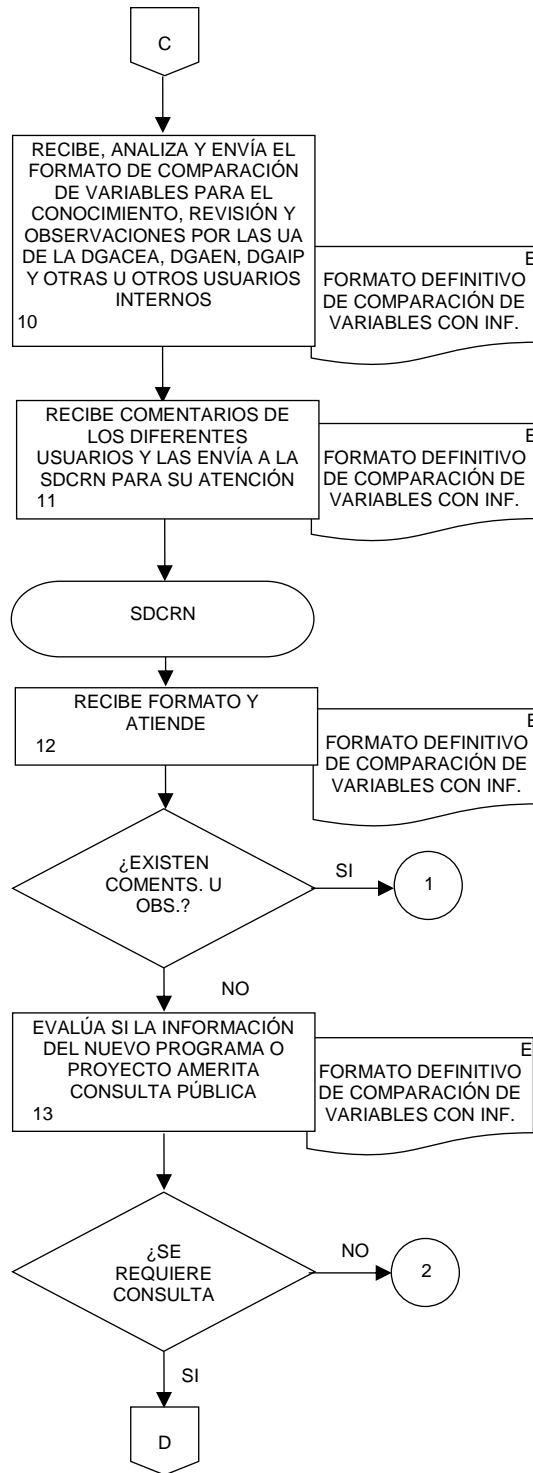 C
RECIBE, ANALIZA Y ENVÍA EL
FORMATO DE COMPARACIÓN
DE VARIABLES PARA EL
CONOCIMIENTO, REVISIÓN Y
OBSERVACIONES POR LAS UA
DE LA DGACEA, DGAEN, DGAIP
Y OTRAS U OTROS USUARIOS
INTERNOS
10
E
FORMATO DEFINITIVO
DE COMPARACIÓN DE
VARIABLES CON INF.
RECIBE COMENTARIOS DE
LOS DIFERENTES
USUARIOS Y LAS ENVÍA A LA
SDCRN PARA SU ATENCIÓN
11
E
FORMATO DEFINITIVO
DE COMPARACIÓN DE
VARIABLES CON INF.
SDCRN
RECIBE FORMATO Y
ATIENDE
12
E
FORMATO DEFINITIVO
DE COMPARACIÓN DE
VARIABLES CON INF.
¿EXISTEN
COMENTS. U
OBS.?
SI
1
NO
EVALÚA SI LA INFORMACIÓN
DEL NUEVO PROGRAMA O
PROYECTO AMERITA
CONSULTA PÚBLICA
13
E
FORMATO DEFINITIVO
DE COMPARACIÓN DE
VARIABLES CON INF.
¿SE
REQUIERE
CONSULTA
NO
2
SI
D